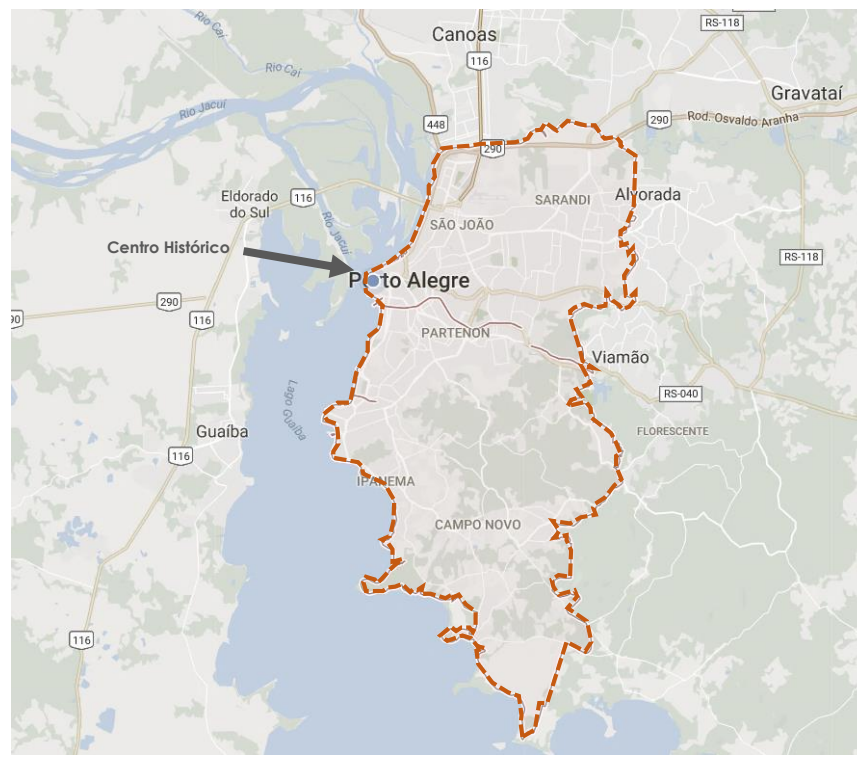 Canoas
RS-118
116
Rio Caí
Rio Caí
Gravataí
Rio Jacuí
448
290
290
Rod. Osvaldo Aranha
Eldorado
do Sul
116
SARANDI
Alvorada
Rio Jacuí
SÃO JOÃO
Centro Histórico
RS-118
Porto Alegre
290
90
116
PARTENON
Viamão
RS-040
Lago
Guaíba
Guaíba
FLORESCENTE
116
IPANEMA
CAMPO NOVO
116